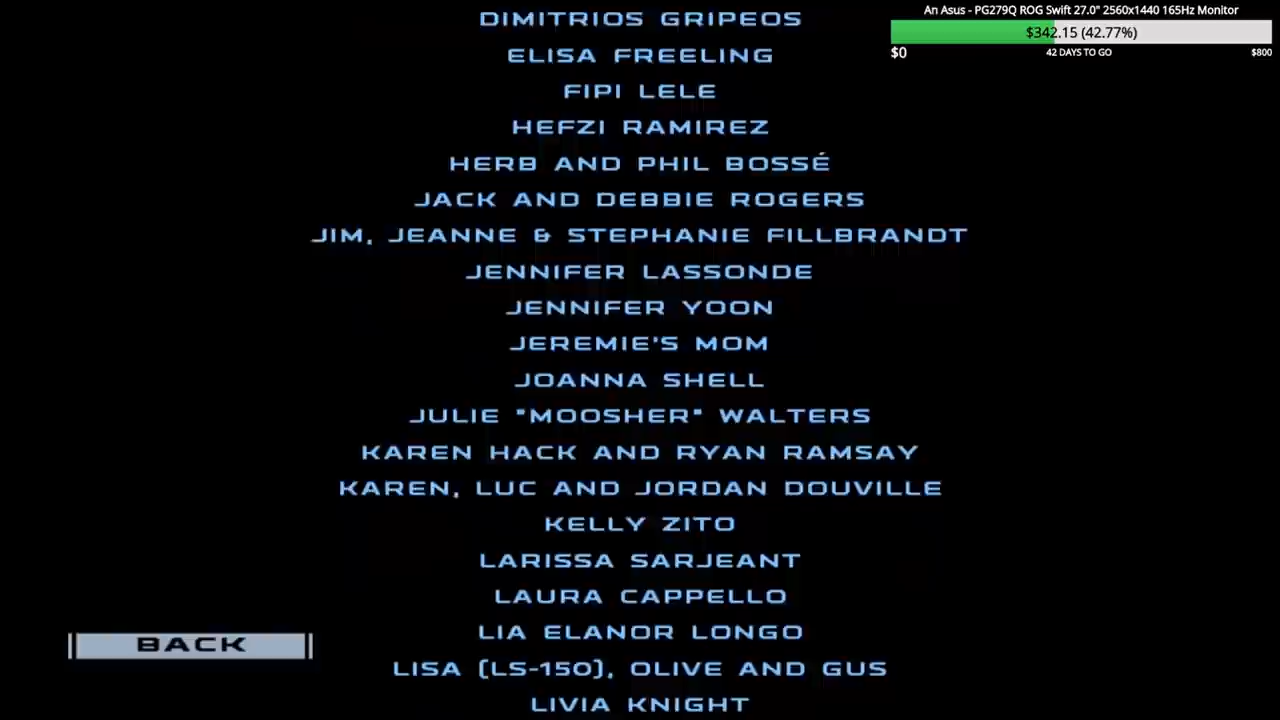 DIMITRIOS GRIPEOS
An Asus - PG279Q ROG Swift 27.0" 2560x1440 165Hz Monitor
$342.15 (42.77%)
$0
42 DAYS TO GO
$800
ELISA FREELING
FIPI LELE
HEFZI RAMIREZ
HERB AND PHIL BOSSÉ
JACK AND DEBBIE ROGERS
JIM, JEANNE & STEPHANIE FILLBRANDT
JENNIFER LASSONDE
JENNIFER YOON
JEREMIE'S MOM
JOANNA SHELL
JULIE "MOOSHER" WALTERS
KAREN HACK AND RYAN RAMSAY
KAREN, LUC AND JORDAN DOUVILLE
KELLY ZITO
LARISSA SARJEANT
LAURA CAPPELLO
LIA ELANOR LONGO
BACK
LISA (LS-150), OLIVE AND GUS
LIVIA KNIGHT